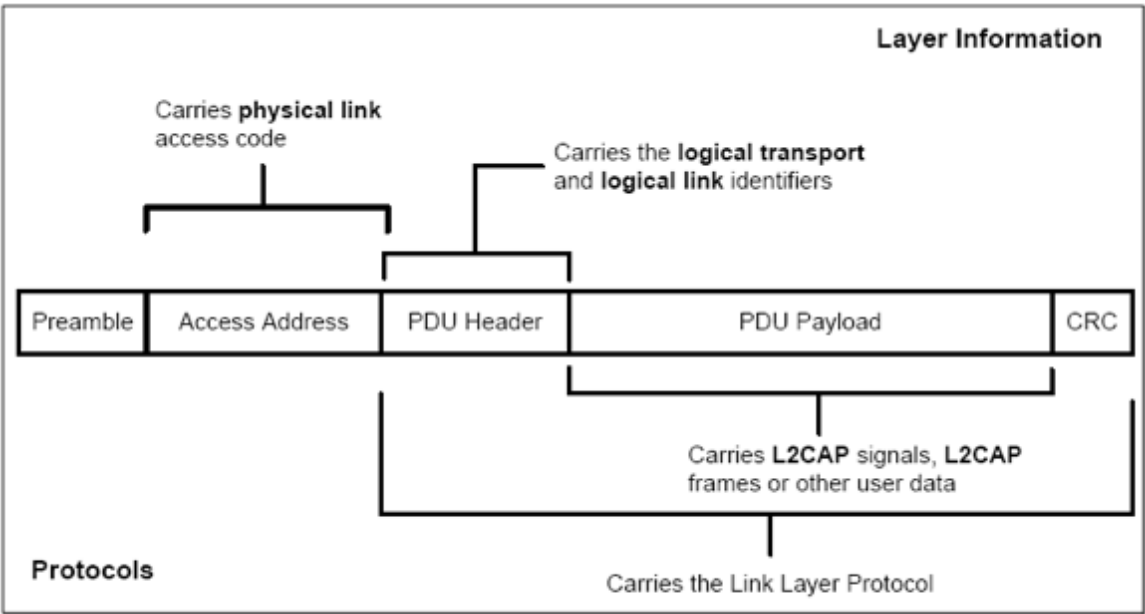 Layer Information
Carries physical link
access code
Carries the logical transport
and logical link identifiers
Preamble
Access Address
PDU Header
PDU Payload
CRC
Carries L2CAP signals, L2CAP
frames or other user data
Protocols
Carries the Link Layer Protocol